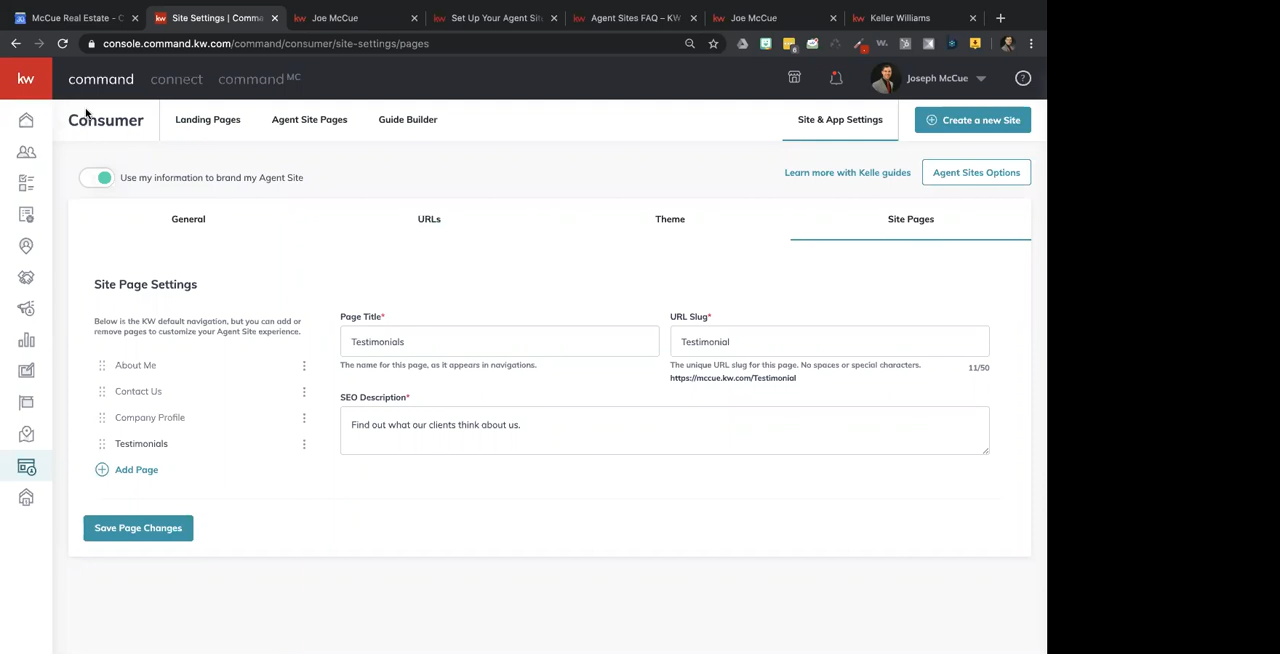 McCue Real Estate - C
Site Settings | Comma
Joe McCue
Set Up Your Agent Sit
Agent Sites FAQ – KW
Joe McCue
Keller Williams
console.command.kw.com/command/consumer/site-settings/pages
kw
command
connect
command MC
Joseph McCue
Consumer
Landing Pages
Agent Site Pages
Guide Builder
Site & App Settings
Create a new Site
Use my information to brand my Agent Site
Learn more with Kelle guides
Agent Sites Options
General
URLs
Theme
Site Pages
Site Page Settings
Below is the KW default navigation, but you can add or
remove pages to customize your Agent Site experience.
About Me
Contact Us
Company Profile
Testimonials
Add Page
Page Title*
Testimonials
The name for this page, as it appears in navigations.
URL Slug*
Testimonial
The unique URL slug for this page. No spaces or special characters.
11/50
https://mccue.kw.com/Testimonial
SEO Description*
Find out what our clients think about us.
Save Page Changes